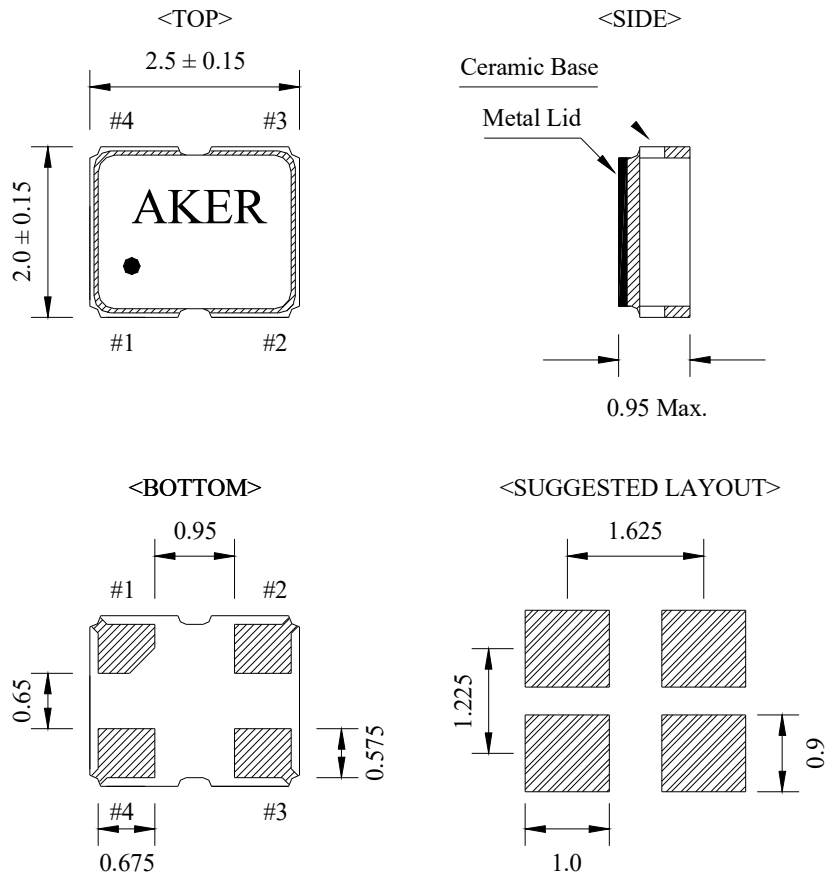 <TOP>
2.5 ± 0.15
#4
#3
2.0 ± 0.15
AKER
#1
#2
<SIDE>
Ceramic Base
Metal Lid
0.95 Max.
<BOTTOM>
0.95
#1
#2
0.65
0.575
#4
#3
0.675
<SUGGESTED LAYOUT>
1.625
1.225
0.9
1.0